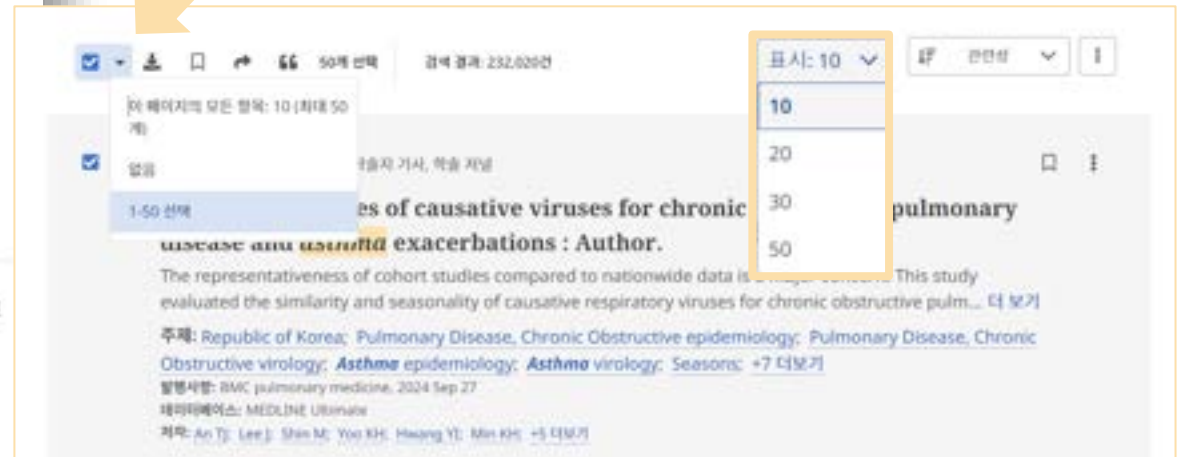 50개 선택 검색 결과: 232,020건
표시: 10
관련성
이 페이지의 모든 항목: 10 (최대 50
개)
없음
1-50 선택
10
20
30
50
기사, 학술 저널
es of causative viruses for chronic pulmonary
disease and asthma exacerbations : Author.
The representativeness of cohort studies compared to nationwide data is a major concern. This study
evaluated the similarity and seasonality of causative respiratory viruses for chronic obstructive pulm... 더 보기
주제: Republic of Korea; Pulmonary Disease, Chronic Obstructive epidemiology; Pulmonary Disease, Chronic
Obstructive virology; Asthma epidemiology; Asthma virology; Seasons; +7 더보기
발행사항: BMC pulmonary medicine, 2024 Sep 27
데이터베이스: MEDLINE Ultimate
저자: An TJ; Lee J; Shin M; Yoo KH; Hwang YI; Min KH; +5 더보기